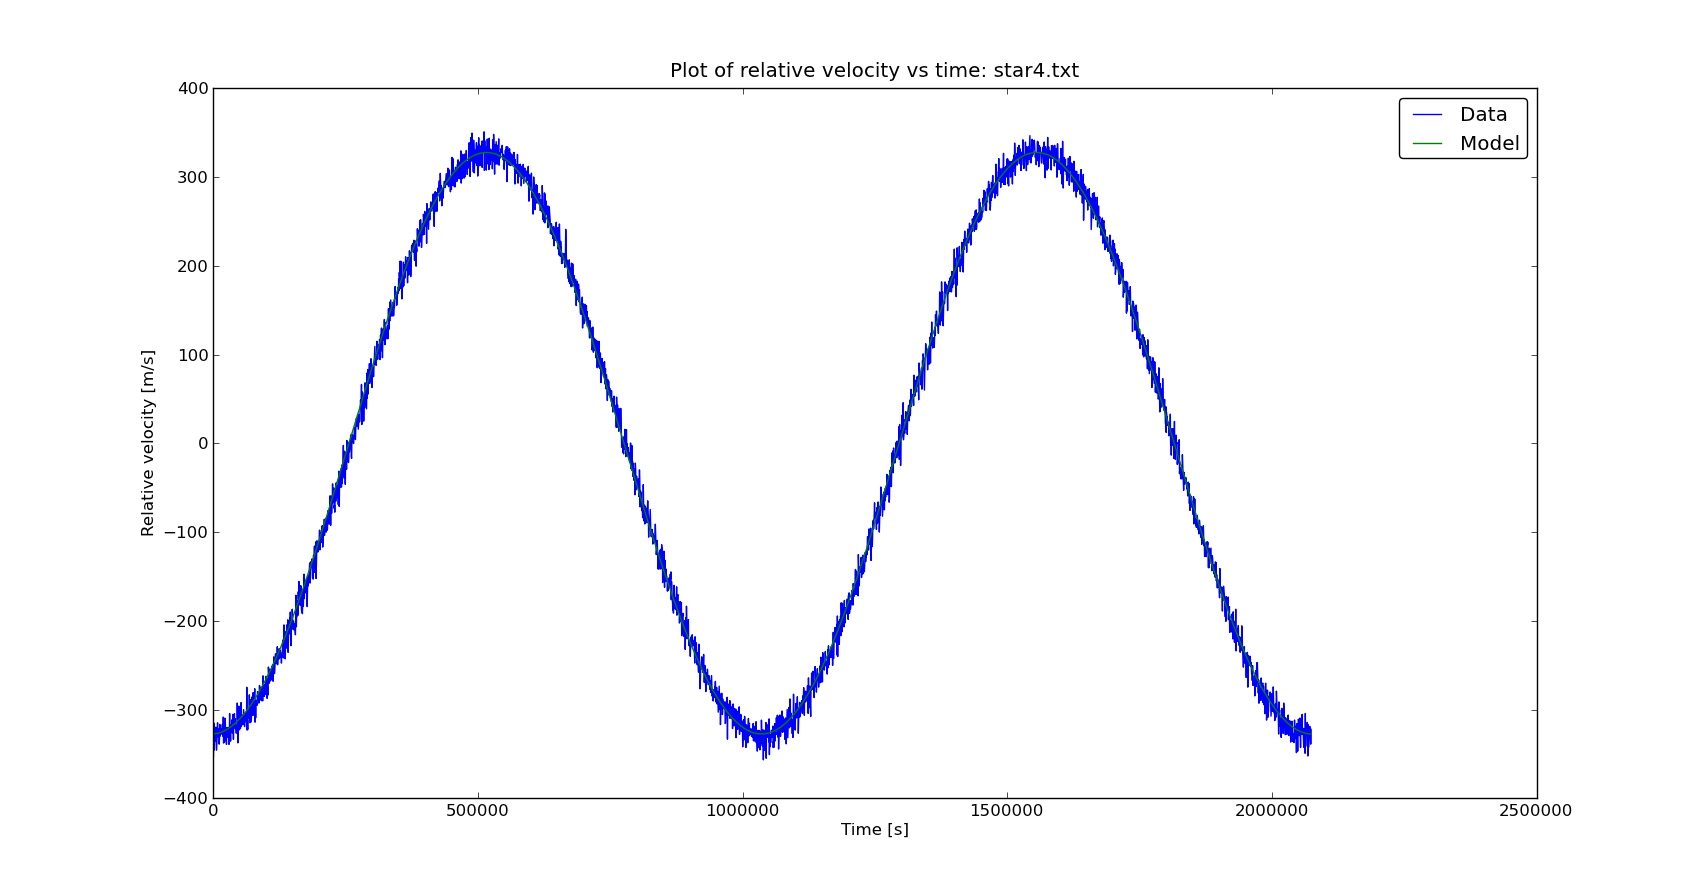 Plot of relative velocity vs time: star4.txt
400
300
200
100
0
−100
−200
−300
−400
Relative velocity [m/s]
Data
Model
0 500000 1000000 1500000 2000000 2500000
Time [s]